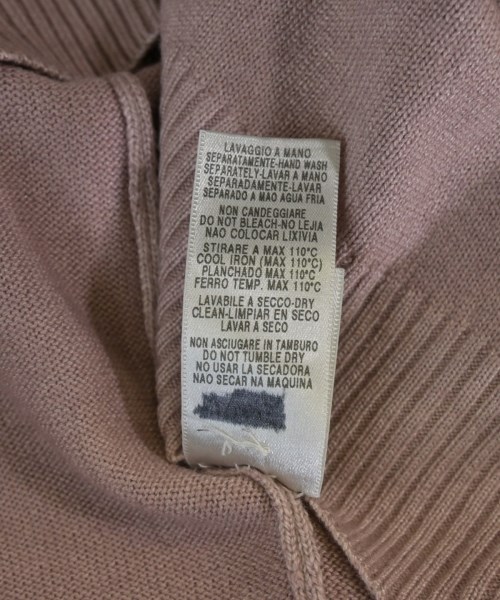 LAVAGGIO A MANO
SEPARATAMENTE-HAND WASH
SEPARATELY-LAVAR A MANO
SEPARADAMENTE-LAVAR
SEPARADO A MAO AGUA FRIA
NON CANDEGGIARE
DO NOT BLEACH-NO LEJIA
NAO COLOCAR LIXIVIA
STIRARE A MAX 110°C
COOL IRON (MAX 110°C)
PLANCHADO MAX 110°C
FERRO TEMP. MAX 110°C
LAVABILE A SECCO-DRY
CLEAN-LIMPIAR EN SECO
LAVAR A SECO
NON ASCIUGARE IN TAMBURO
DO NOT TUMBLE DRY
NO USAR LA SECADORA
NAO SECAR NA MAQUINA